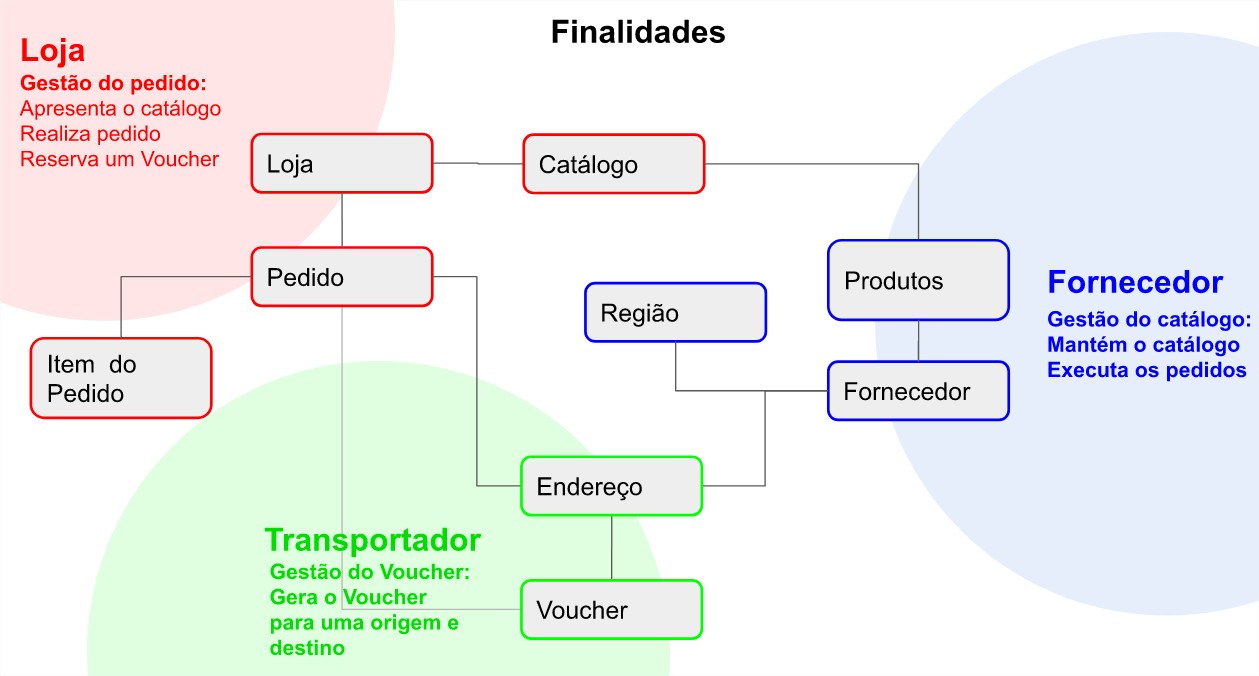 Finalidades
Loja
Gestão do pedido:
Apresenta o catálogo
Realiza pedido
Reserva um Voucher
Loja
Catálogo
Pedido
Produtos
Região
Fornecedor
Gestão do catálogo:
Mantém o catálogo
Executa os pedidos
Item do
Pedido
Fornecedor
Endereço
Transportador
Gestão do Voucher:
Gera o Voucher
para uma origem e
destino
Voucher